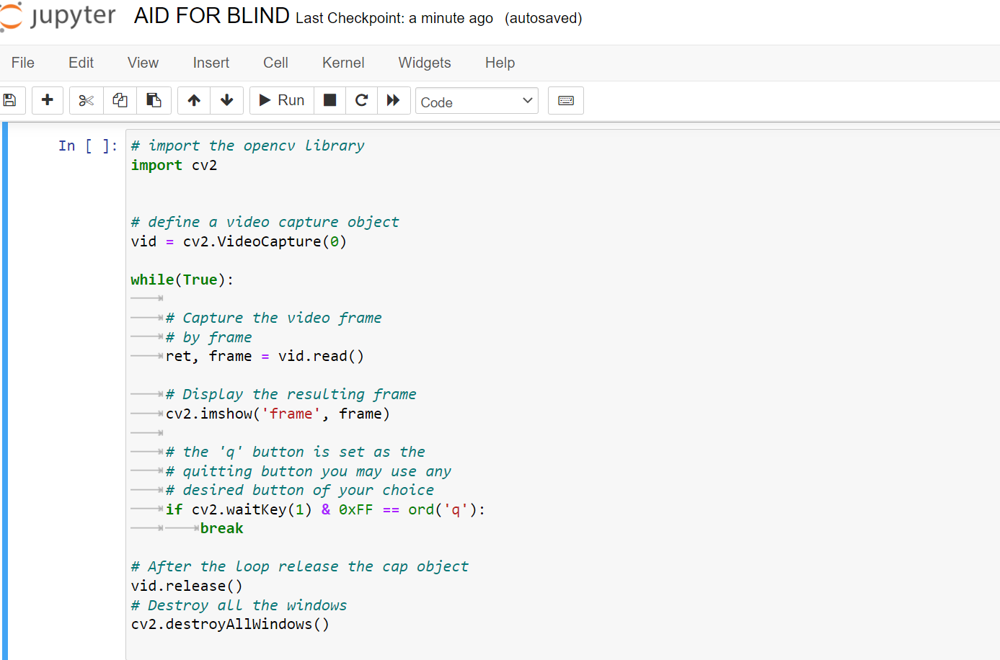 jupyter AID FOR BLIND Last Checkpoint: a minute ago (autosaved)
File Edit View Insert Cell Kernel Widgets Help
Run Code
In [ ]: # import the opencv library
import cv2
# define a video capture object
vid = cv2.VideoCapture(0)
while(True):
# Capture the video frame
# by frame
ret, frame = vid.read()
# Display the resulting frame
cv2.imshow('frame', frame)
# the 'q' button is set as the
# quitting button you may use any
# desired button of your choice
if cv2.waitKey(1) & 0xFF == ord('q'):
break
# After the loop release the cap object
vid.release()
# Destroy all the windows
cv2.destroyAllWindows()